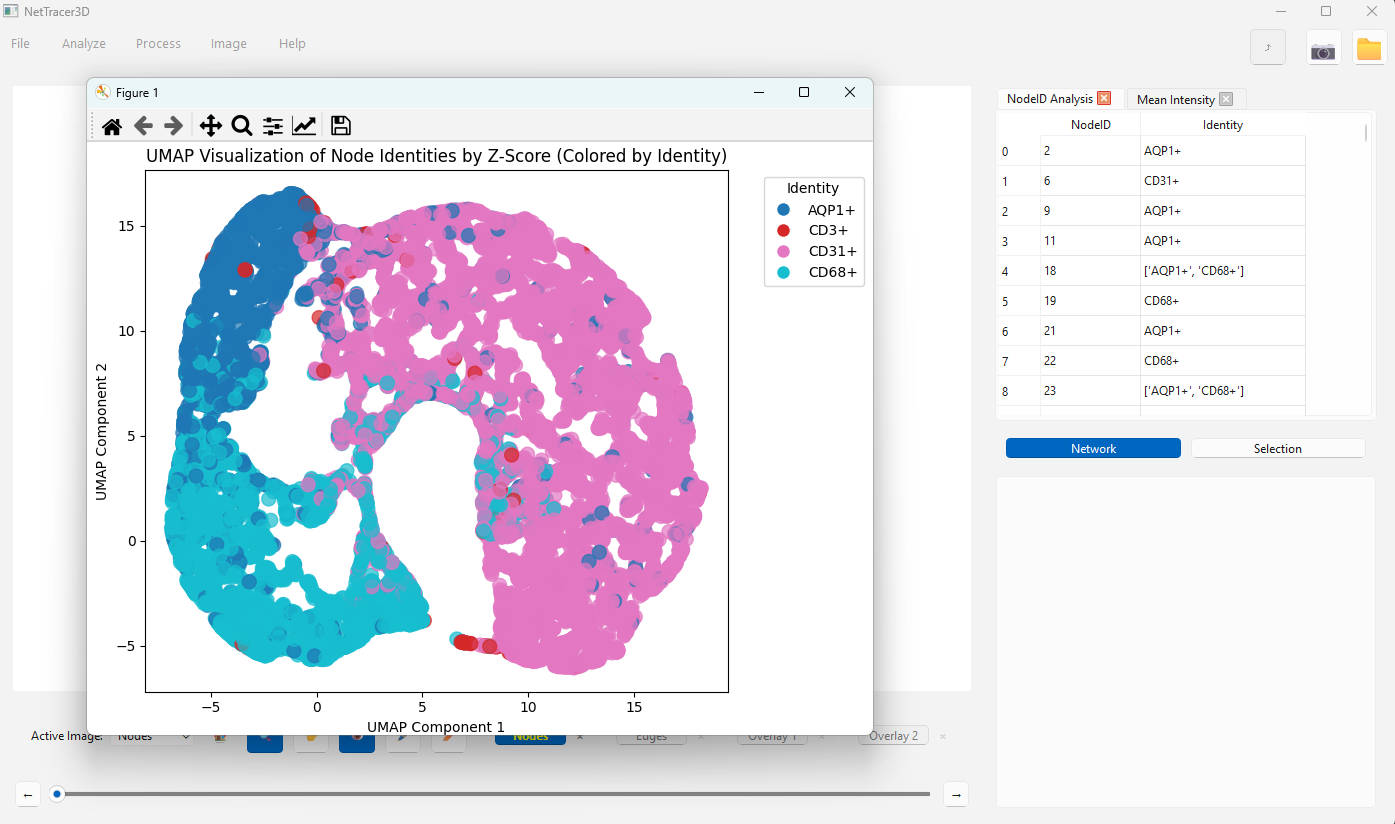 NetTracer3D
File Analyze Process Image Help
Figure 1
UMAP Visualization of Node Identities by Z-Score (Colored by Identity)
UMAP Component 2
15
10
5
0
−5
−5 0 5 10 15
UMAP Component 1
Identity
AQP1+
CD3+
CD31+
CD68+
NodeID Analysis Mean Intensity
NodeID Identity
0 2 AQP1+
1 6 CD31+
2 9 AQP1+
3 11 AQP1+
4 18 ['AQP1+', 'CD68+']
5 19 CD68+
6 21 AQP1+
7 22 CD68+
8 23 ['AQP1+', 'CD68+']
Network Selection
Active Image: Nodes Nodes Edges Overlay 1 Overlay 2